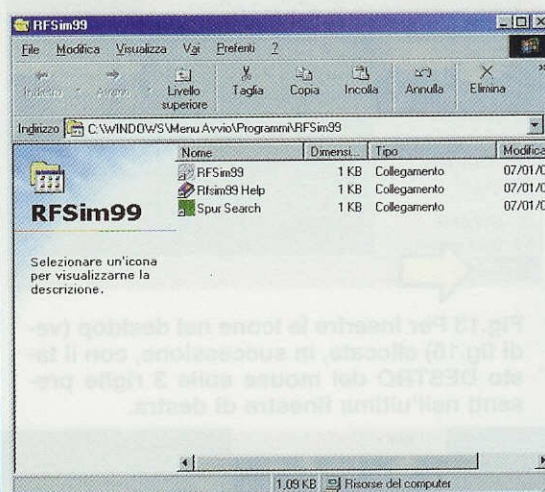 RFSim99
File Modifica Visualizza Vai Preferiti ?
Indietro Avanti Livello superiore Taglia Copia Incolla Annulla Elimina »
Indirizzo C:\WINDOWS\Menu Avvio\Programmi\RFSim99
Nome Dimensi... Tipo Modifica
RFSim99 1 KB Collegamento 07/01/0
Rfsim99 Help 1 KB Collegamento 07/01/0
Spur Search 1 KB Collegamento 07/01/0
RFSim99
Selezionare un'icona
per visualizzarne la
descrizione.
Fig.15 Per inserire le icone nel desktop (ve-
di fig.16) cliccate, in successione, con il ta-
sto DESTRO del mouse sulle 3 righe pre-
senti nell'ultima finestra di destra.
1,09 KB Risorse del computer